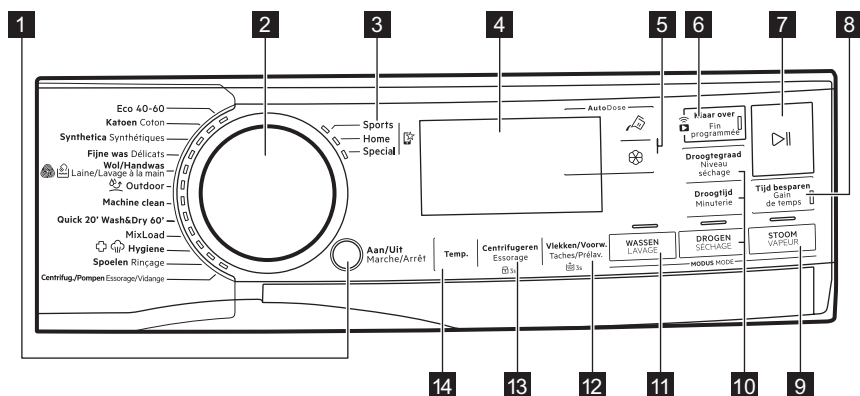 1 2 3 4 5 6 7 8
AutoDose
Eco 40-60
Katoen Coton
Synthetica Synthétiques
Fijne was Délicats
Wol/Handwas
Laine/Lavage à la main
Outdoor
Machine clean
Quick 20' Wash&Dry 60'
MixLoad
Hygiene
Spoelen Rinçage
Centrifug./Pompen Essorage/Vidange
Sports
Home
Special
Aan/Uit
Marche/Arrêt
Temp.
Centrifugeren
Essorage
3s
Vlekken/Voorw.
Taches/Prélav.
3s
WASSEN
LAVAGE
DROGEN
SÉCHAGE
STOOM
VAPEUR
MODUS MODE
Klaar over
Fin
programmée
Droogtegraad
Niveau
séchage
Droogtijd
Minuterie
Tijd besparen
Gain
de temps
14 13 12 11 10 9